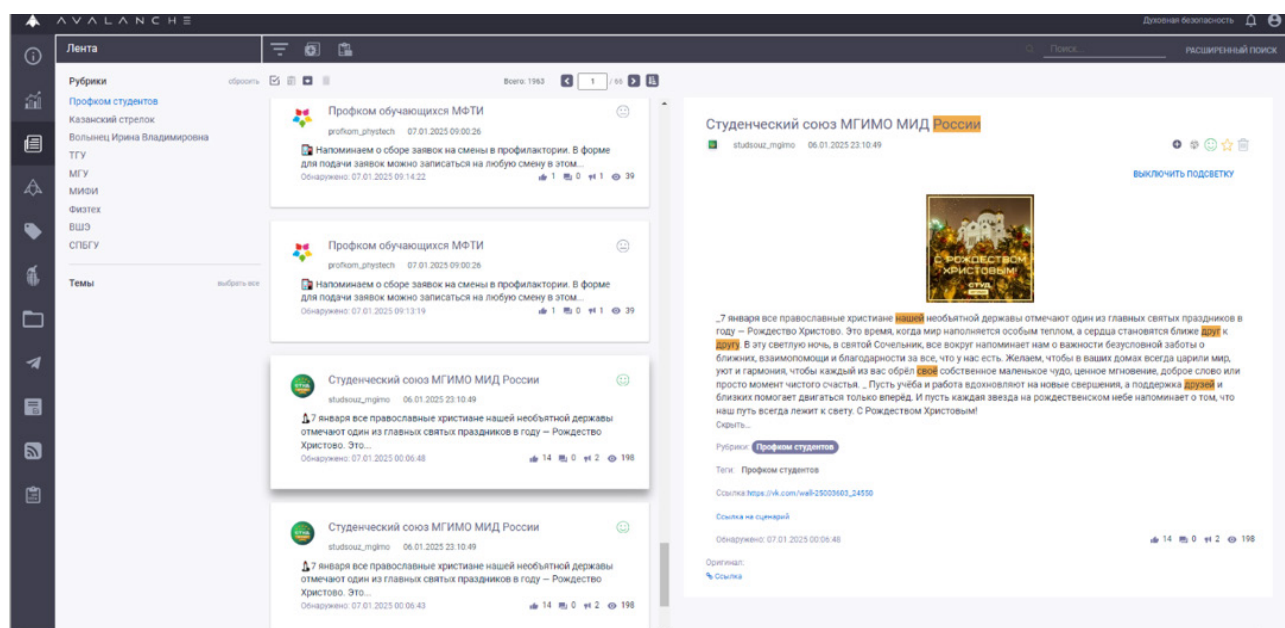 AVALANCHE
Духовная безопасность
Лента
Поиск...
РАСШИРЕННЫЙ ПОИСК
Рубрики
сбросить
Профком студентов
Казанский стрелок
Волынец Ирина Владимировна
ТГУ
МГУ
МИФИ
Физтех
ВШЭ
СПБГУ
Темы
выбрать все
Всего: 1963
1 / 66
Профком обучающихся МФТИ
profkom_phystech 07.01.2025 09:00:26
Напоминаем о сборе заявок на смены в профилактории. В форме
для подачи заявок можно записаться на любую смену в этом...
Обнаружено: 07.01.2025 09:14:22
1 0 1 39
Профком обучающихся МФТИ
profkom_phystech 07.01.2025 09:00:26
Напоминаем о сборе заявок на смены в профилактории. В форме
для подачи заявок можно записаться на любую смену в этом...
Обнаружено: 07.01.2025 09:13:19
1 0 1 39
Студенческий союз МГИМО МИД России
studsouz_mgimo 06.01.2025 23:10:49
7 января все православные христиане нашей необъятной державы
отмечают один из главных святых праздников в году — Рождество
Христово. Это...
Обнаружено: 07.01.2025 00:06:48
14 0 2 198
Студенческий союз МГИМО МИД России
studsouz_mgimo 06.01.2025 23:10:49
7 января все православные христиане нашей необъятной державы
отмечают один из главных святых праздников в году — Рождество
Христово. Это...
Обнаружено: 07.01.2025 00:06:43
14 0 2 198
Студенческий союз МГИМО МИД России
studsouz_mgimo 06.01.2025 23:10:49
ВЫКЛЮЧИТЬ ПОДСВЕТКУ
С РОЖДЕСТВОМ
ХРИСТОВЫМ!
СТУД
_7 января все православные христиане нашей необъятной державы отмечают один из главных святых праздников в
году — Рождество Христово. Это время, когда мир наполняется особым теплом, а сердца становятся ближе друг к
другу. В эту светлую ночь, в святой Сочельник, все вокруг напоминает нам о важности безусловной заботы о
ближних, взаимопомощи и благодарности за все, что у нас есть. Желаем, чтобы в ваших домах всегда царили мир,
уют и гармония, чтобы каждый из вас обрёл своё собственное маленькое чудо, ценное мгновение, доброе слово или
просто момент чистого счастья. _ Пусть учёба и работа вдохновляют на новые свершения, а поддержка друзей и
близких помогает двигаться только вперёд. И пусть каждая звезда на рождественском небе напоминает о том, что
наш путь всегда лежит к свету. С Рождеством Христовым!
Скрыть...
Рубрики: Профком студентов
Теги: Профком студентов
Ссылка:https://vk.com/wall-25003603_24550
Ссылка на сценарий
Обнаружено: 07.01.2025 00:06:48
14 0 2 198
Оригинал:
Ссылка